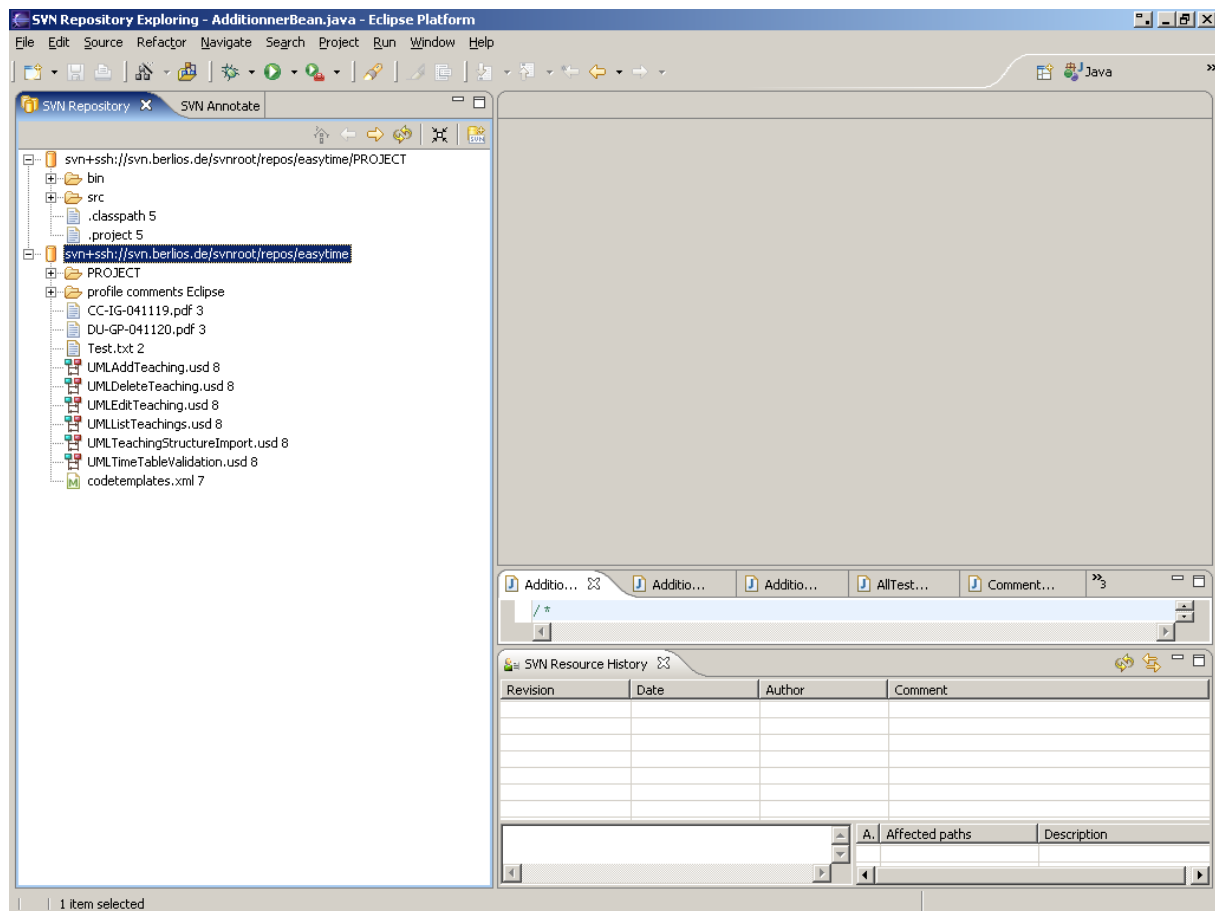 SVN Repository Exploring - AdditionnerBean.java - Eclipse Platform
File Edit Source Refactor Navigate Search Project Run Window Help
Java
SVN Repository SVN Annotate
svn+ssh://svn.berlios.de/svnroot/repos/easytime/PROJECT
bin
src
.classpath 5
.project 5
svn+ssh://svn.berlios.de/svnroot/repos/easytime
PROJECT
profile comments Eclipse
CC-IG-041119.pdf 3
DU-GP-041120.pdf 3
Test.txt 2
UMLAddTeaching.usd 8
UMLDeleteTeaching.usd 8
UMLEditTeaching.usd 8
UMLListTeachings.usd 8
UMLTeachingStructureImport.usd 8
UMLTimeTableValidation.usd 8
codetemplates.xml 7
Additio... Additio... Additio... AllTest... Comment... »3
/*
SVN Resource History
Revision Date Author Comment
A. Affected paths Description
1 item selected